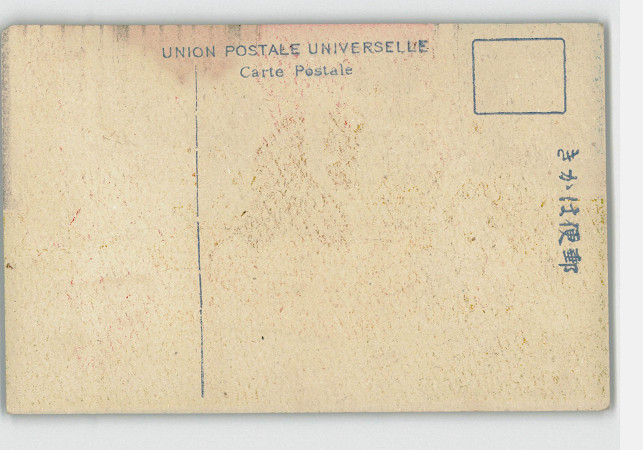 UNION POSTALE UNIVERSELLE
Carte Postale
郵便はかき